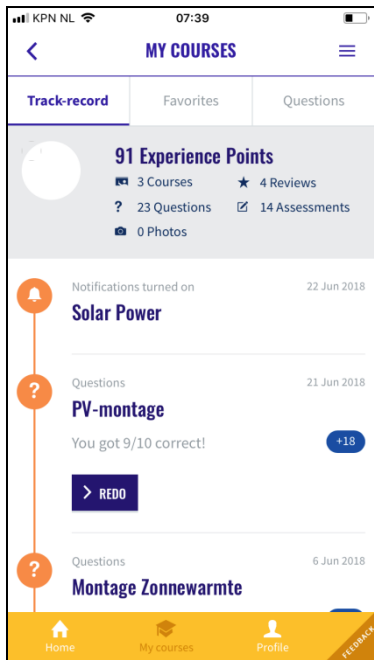 KPN NL 07:39
MY COURSES
Track-record Favorites Questions
91 Experience Points
3 Courses 4 Reviews
? 23 Questions 14 Assessments
0 Photos
Notifications turned on 22 Jun 2018
Solar Power
? Questions 21 Jun 2018
PV-montage
You got 9/10 correct! +18
> REDO
? Questions 6 Jun 2018
Montage Zonnewarmte
Home My courses Profile FEEDBACK